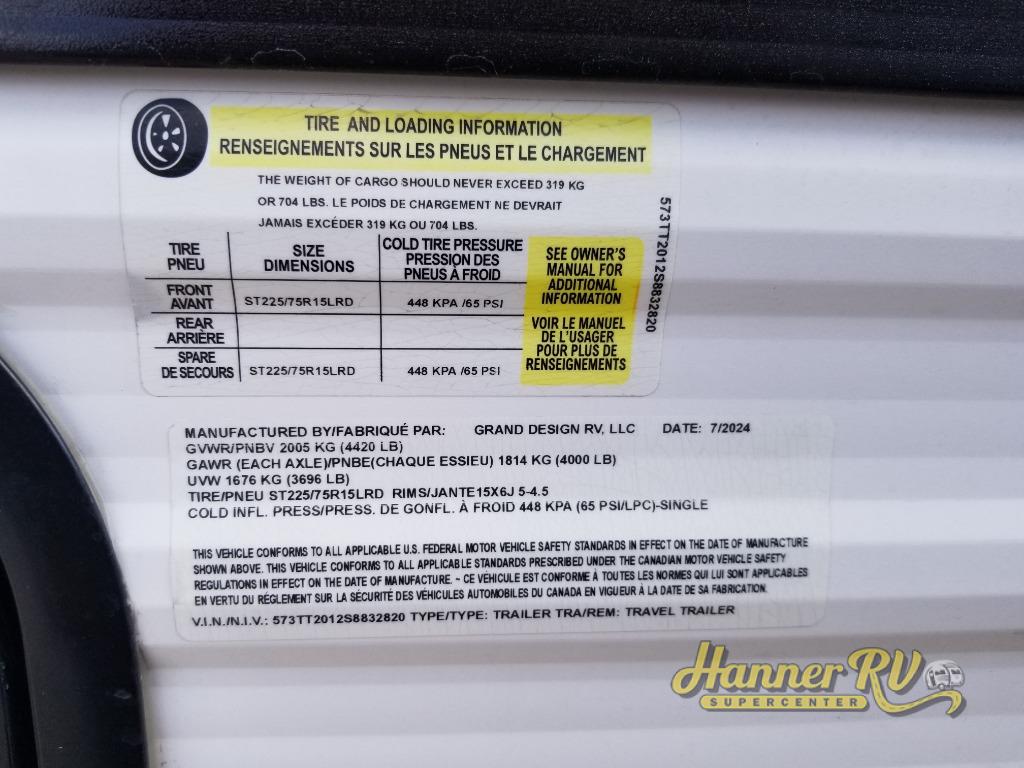 TIRE AND LOADING INFORMATION
RENSEIGNEMENTS SUR LES PNEUS ET LE CHARGEMENT
THE WEIGHT OF CARGO SHOULD NEVER EXCEED 319 KG
OR 704 LBS. LE POIDS DE CHARGEMENT NE DEVRAIT
JAMAIS EXCÉDER 319 KG OU 704 LBS.
TIRE
PNEU
SIZE
DIMENSIONS
COLD TIRE PRESSURE
PRESSION DES
PNEUS À FROID
FRONT
AVANT
ST225/75R15LRD
448 KPA /65 PSI
REAR
ARRIÈRE
SPARE
DE SECOURS
ST225/75R15LRD
448 KPA /65 PSI
SEE OWNER'S
MANUAL FOR
ADDITIONAL
INFORMATION
VOIR LE MANUEL
DE L'USAGER
POUR PLUS DE
RENSEIGNEMENTS
573TT2012S8832820
MANUFACTURED BY/FABRIQUÉ PAR: GRAND DESIGN RV, LLC DATE: 7/2024
GVWR/PNBV 2005 KG (4420 LB)
GAWR (EACH AXLE)/PNBE(CHAQUE ESSIEU) 1814 KG (4000 LB)
UVW 1676 KG (3696 LB)
TIRE/PNEU ST225/75R15LRD RIMS/JANTE15X6J 5-4.5
COLD INFL. PRESS/PRESS. DE GONFL. À FROID 448 KPA (65 PSI/LPC)-SINGLE
THIS VEHICLE CONFORMS TO ALL APPLICABLE U.S. FEDERAL MOTOR VEHICLE SAFETY STANDARDS IN EFFECT ON THE DATE OF MANUFACTURE
SHOWN ABOVE. THIS VEHICLE CONFORMS TO ALL APPLICABLE STANDARDS PRESCRIBED UNDER THE CANADIAN MOTOR VEHICLE SAFETY
REGULATIONS IN EFFECT ON THE DATE OF MANUFACTURE. ~ CE VÉHICULE EST CONFORME À TOUTES LES NORMES QUI LUI SONT APPLICABLES
EN VERTU DU RÉGLEMENT SUR LA SÉCURITÉ DES VÉHICULES AUTOMOBILES DU CANADA EN VIGUEUR À LA DATE DE SA FABRICATION.
V.I.N./N.I.V.: 573TT2012S8832820 TYPE/TYPE: TRAILER TRA/REM: TRAVEL TRAILER
Hanner RV
SUPERCENTER